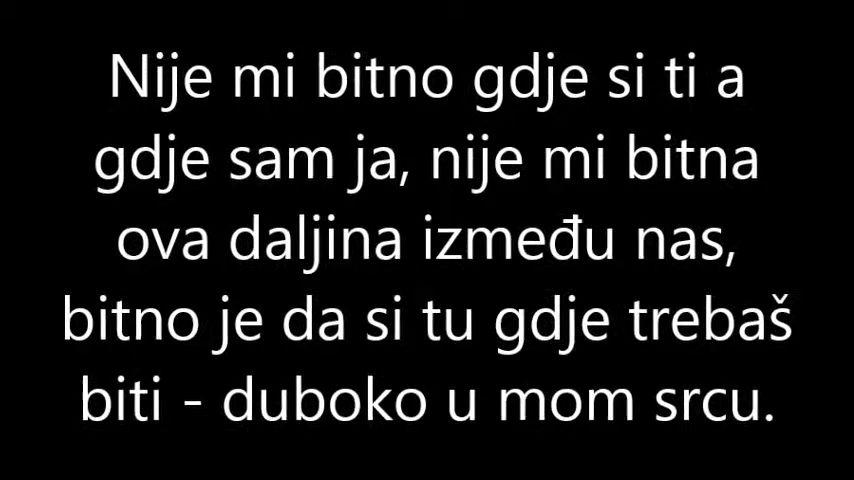 Nije mi bitno gdje si ti a
gdje sam ja, nije mi bitna
ova daljina između nas,
bitno je da si tu gdje trebaš
biti - duboko u mom srcu.